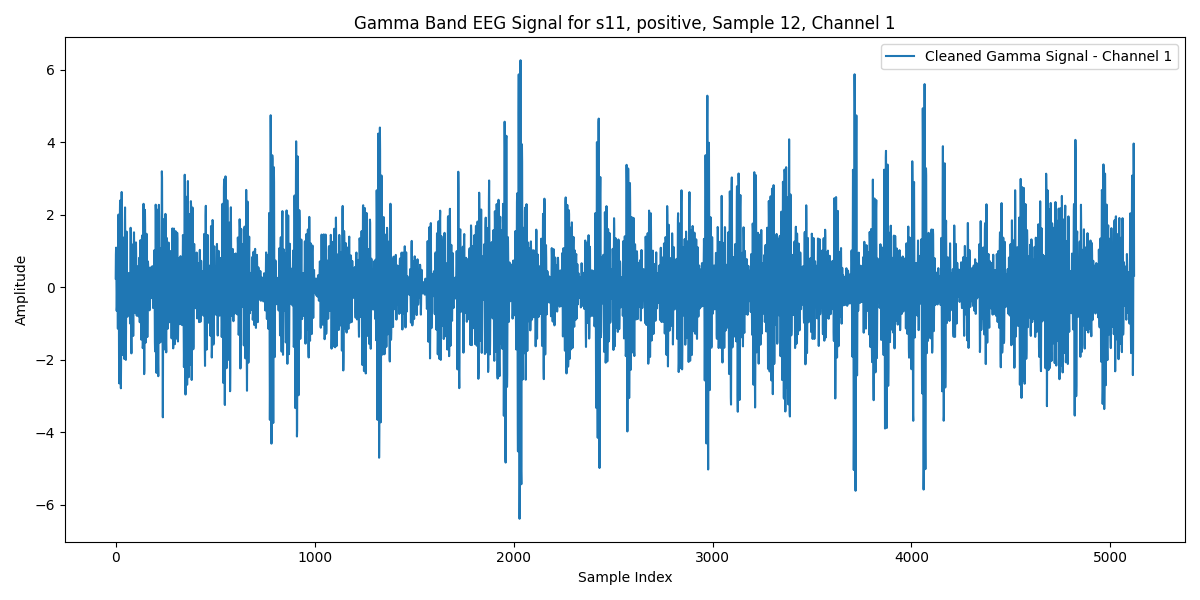 Gamma Band EEG Signal for s11, positive, Sample 12, Channel 1
Cleaned Gamma Signal - Channel 1
Amplitude
6
4
2
0
−2
−4
−6
0 1000 2000 3000 4000 5000
Sample Index